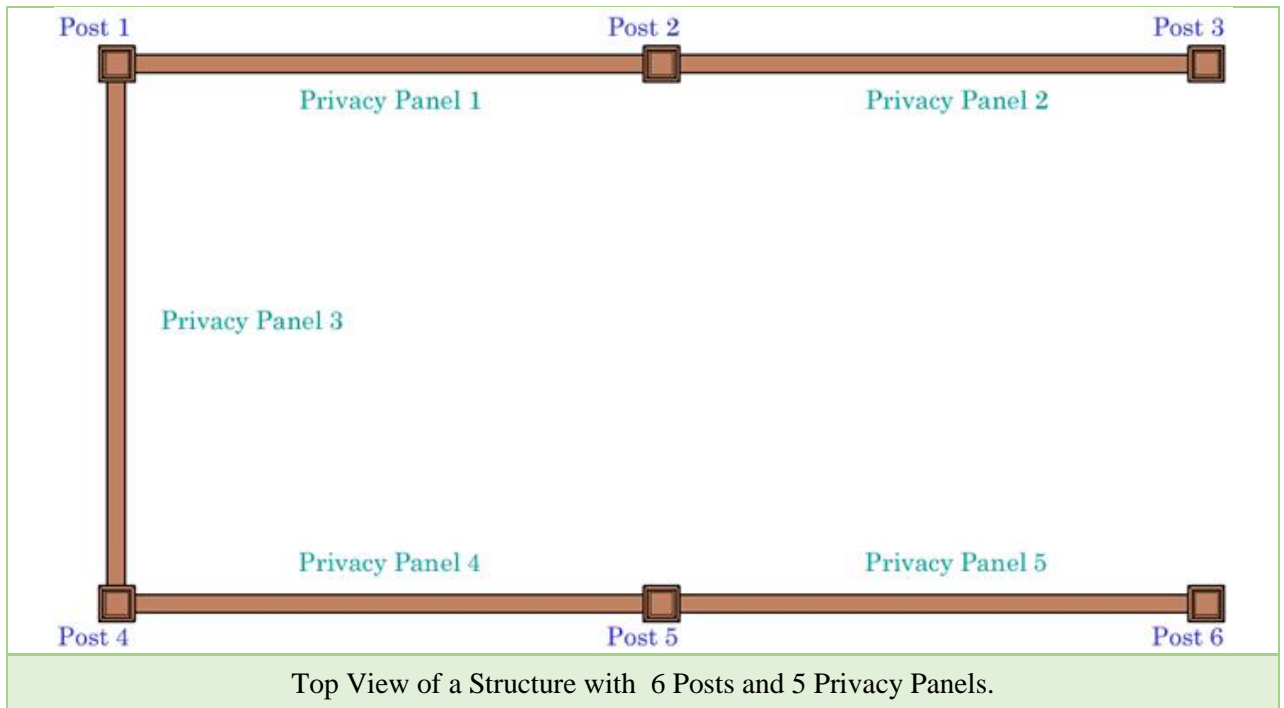 Post 1
Post 2
Post 3
Privacy Panel 1
Privacy Panel 2
Privacy Panel 3
Privacy Panel 4
Privacy Panel 5
Post 4
Post 5
Post 6
Top View of a Structure with 6 Posts and 5 Privacy Panels.